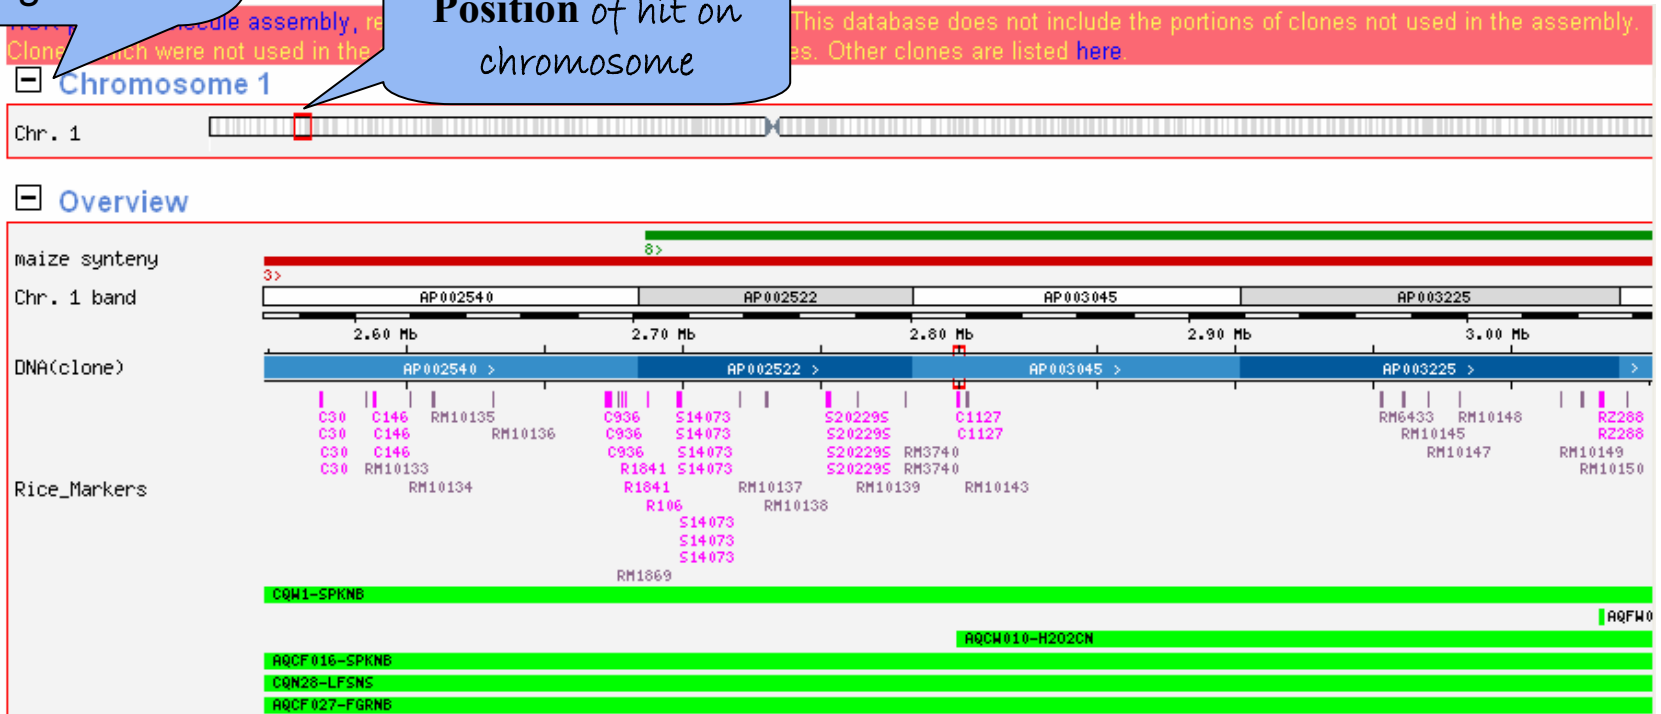 Position of hit on
chromosome
assembly, re This database does not include the portions of clones not used in the assembly.
Clone which were not used in the es. Other clones are listed here.
Chromosome 1
Chr. 1
Overview
8>
maize synteny
3>
Chr. 1 band AP002540 AP002522 AP003045 AP003225
2.60 Mb 2.70 Mb 2.80 Mb 2.90 Mb 3.00 Mb
DNA(clone) AP002540 > AP002522 > AP003045 > AP003225 > >
C30 C146 RM10135 C936 S14073 S20229S C1127 RM6433 RM10148 RZ288
C30 C146 RM10136 C936 S14073 S20229S C1127 RM10145 RZ288
C30 C146 C936 S14073 S20229S RM3740 RM10147 RM10149
C30 RM10133 R1841 S14073 S20229S RM3740 RM10150
Rice_Markers RM10134 R1841 RM10137 RM10139 RM10143
R106 RM10138
S14073
S14073
S14073
RM1869
CQW1-SPKNB
AQFW0
AQCW010-H2O2CN
AQCF016-SPKNB
CQN28-LFSNS
AQCF027-FGRNB